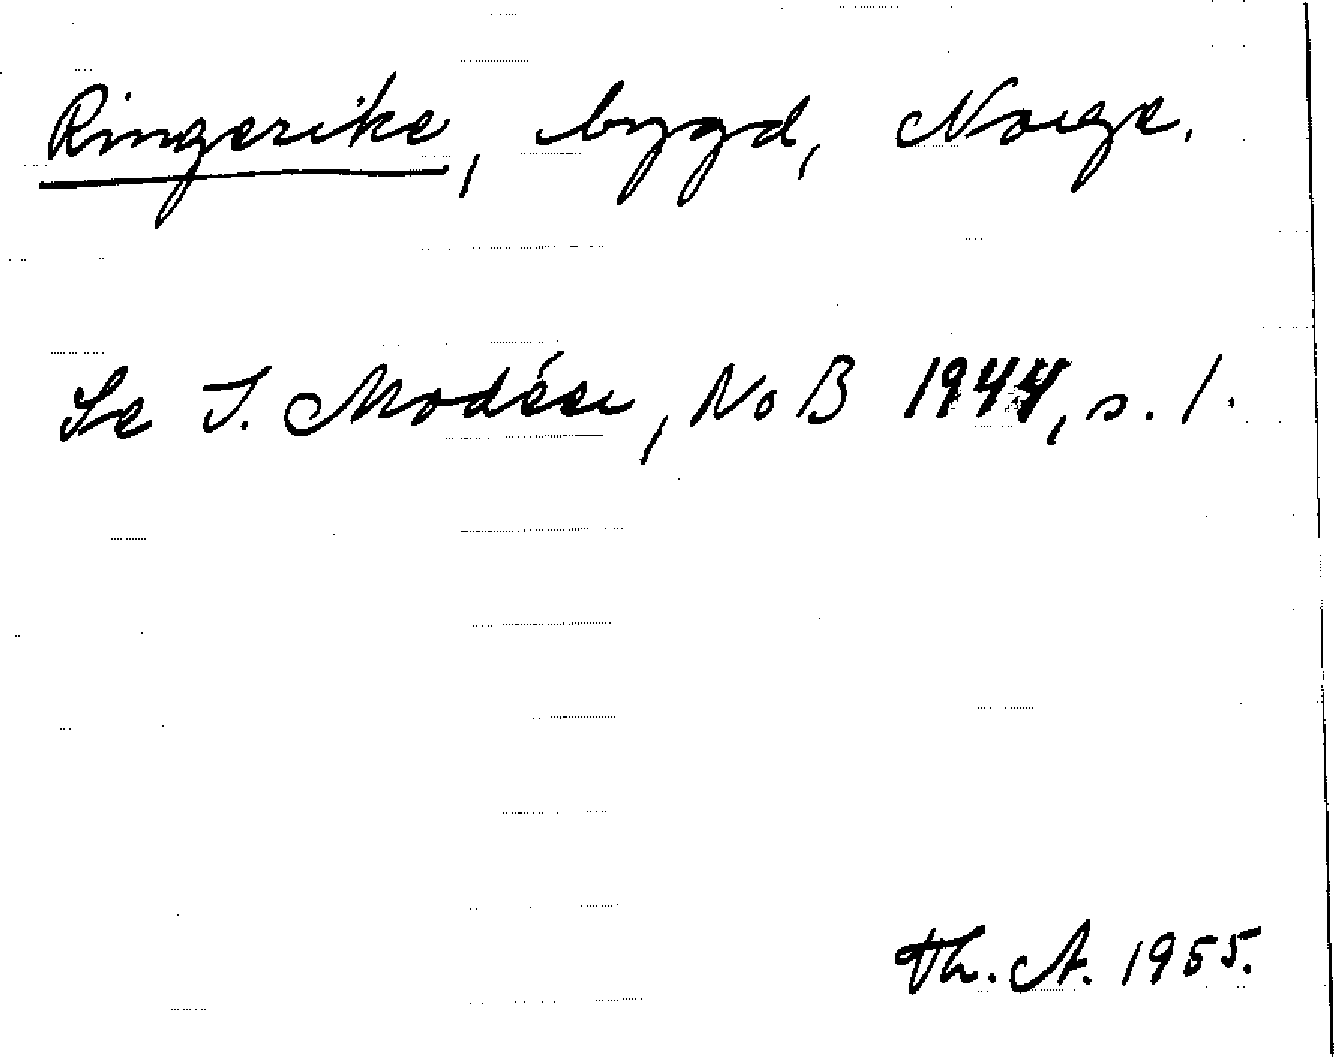 Ringerike, bygd, Norge.
Se I. Modéer, NoB 1944, s. 1.
Th. A. 1955.